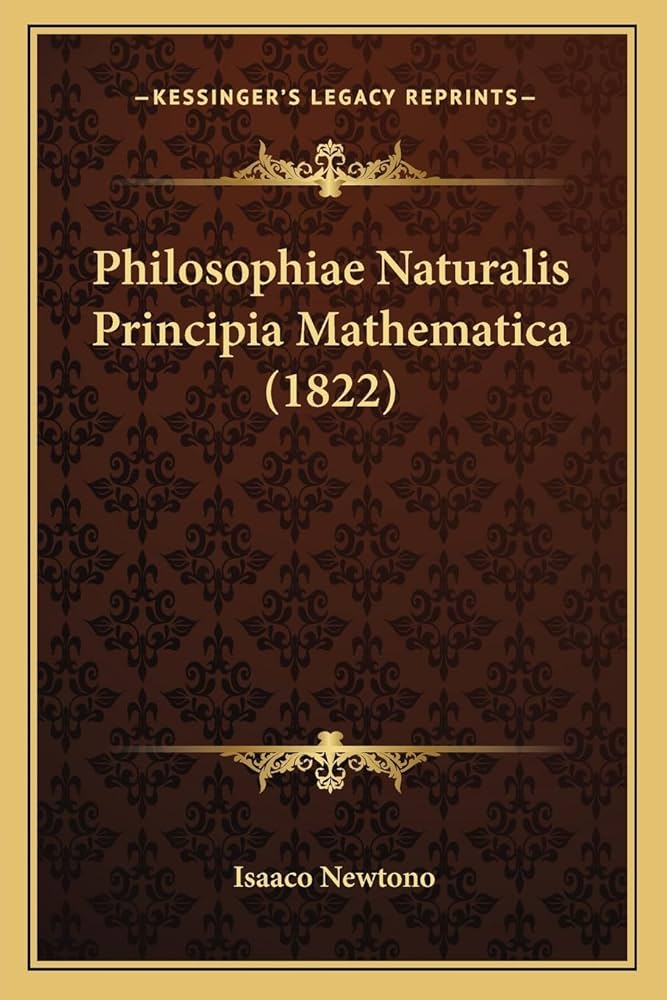 –KESSINGER'S LEGACY REPRINTS–
Philosophiae Naturalis
Principia Mathematica
(1822)
Isaaco Newtono